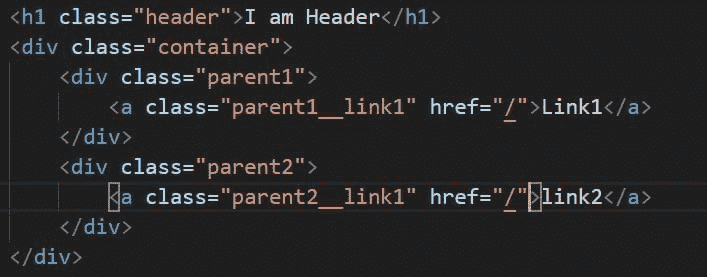 <h1 class="header">I am Header</h1>
<div class="container">
<div class="parent1">
<a class="parent1__link1" href="/">Link1</a>
</div>
<div class="parent2">
<a class="parent2__link1" href="/">link2</a>
</div>
</div>